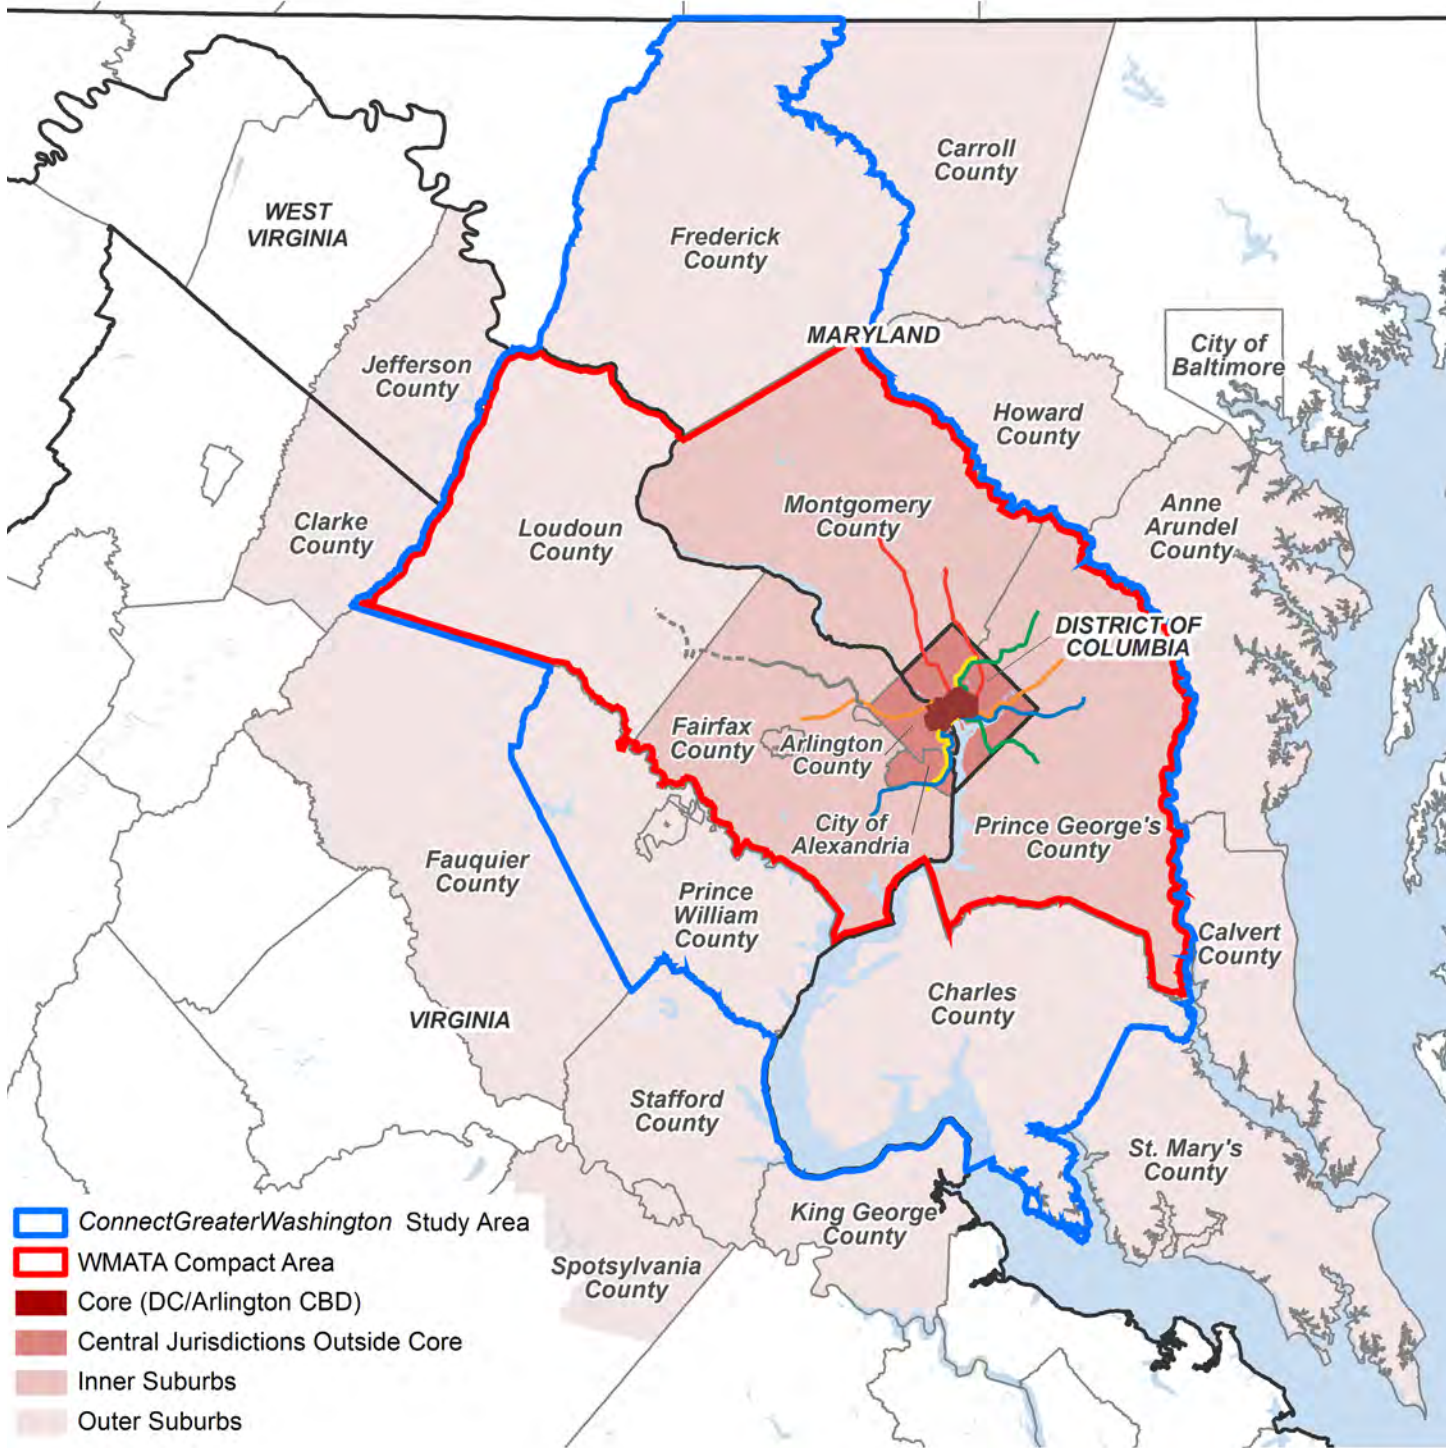 Carroll
County
WEST
VIRGINIA
Frederick
County
MARYLAND
City of
Baltimore
Jefferson
County
Howard
County
Montgomery
County
Anne
Arundel
County
Clarke
County
Loudoun
County
DISTRICT OF
COLUMBIA
Fairfax
County
Arlington
County
City of
Alexandria
Prince George's
County
Fauquier
County
Prince
William
County
Calvert
County
Charles
County
VIRGINIA
Stafford
County
St. Mary's
County
King George
County
Spotsylvania
County
ConnectGreaterWashington Study Area
WMATA Compact Area
Core (DC/Arlington CBD)
Central Jurisdictions Outside Core
Inner Suburbs
Outer Suburbs